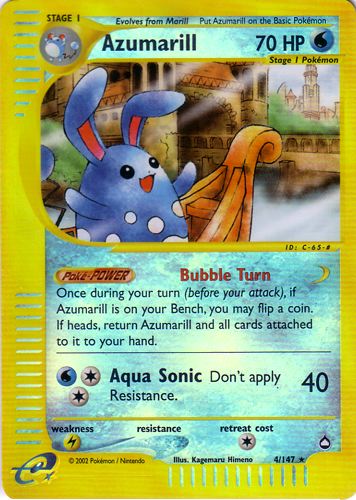 STAGE 1 Evolves from Marill Put Azumarill on the Basic Pokémon
Azumarill 70 HP
Stage 1 Pokémon
ID: C-65-#
Poké-POWER Bubble Turn
Once during your turn (before your attack), if
Azumarill is on your Bench, you may flip a coin.
If heads, return Azumarill and all cards attached
to it to your hand.
Aqua Sonic Don't apply 40
Resistance.
weakness resistance retreat cost
© 2002 Pokémon / Nintendo Illus. Kagemaru Himeno 4/147 ★
e